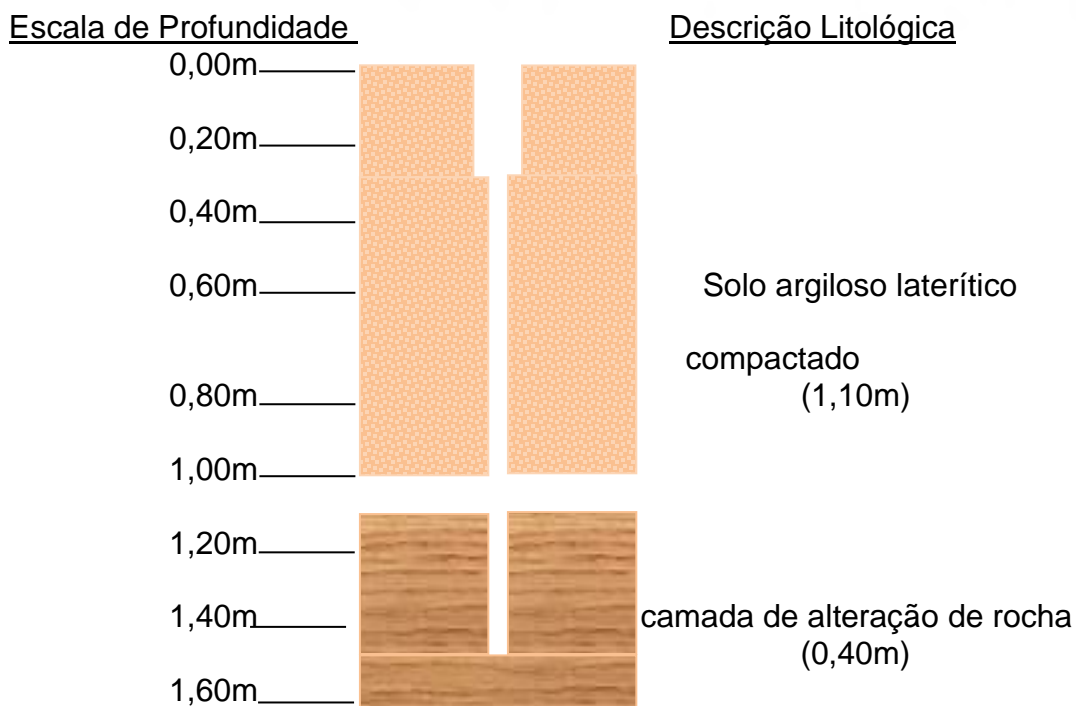 Escala de Profundidade Descrição Litológica
0,00m
0,20m
0,40m
0,60m Solo argiloso laterítico
compactado
0,80m (1,10m)
1,00m
1,20m
1,40m camada de alteração de rocha
(0,40m)
1,60m